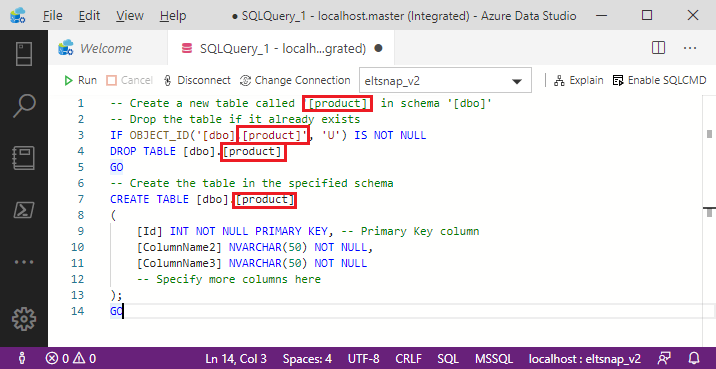 File Edit View Help ● SQLQuery_1 - localhost.master (Integrated) - Azure Data Studio
Welcome SQLQuery_1 - localh...grated) ●
Run Cancel Disconnect Change Connection eltsnap_v2 Explain Enable SQLCMD
1 -- Create a new table called '[product]' in schema '[dbo]'
2 -- Drop the table if it already exists
3 IF OBJECT_ID('[dbo].[product]', 'U') IS NOT NULL
4 DROP TABLE [dbo].[product]
5 GO
6 -- Create the table in the specified schema
7 CREATE TABLE [dbo].[product]
8 (
9 [Id] INT NOT NULL PRIMARY KEY, -- Primary Key column
10 [ColumnName2] NVARCHAR(50) NOT NULL,
11 [ColumnName3] NVARCHAR(50) NOT NULL
12 -- Specify more columns here
13 );
14 GO
0 0 Ln 14, Col 3 Spaces: 4 UTF-8 CRLF SQL MSSQL localhost : eltsnap_v2